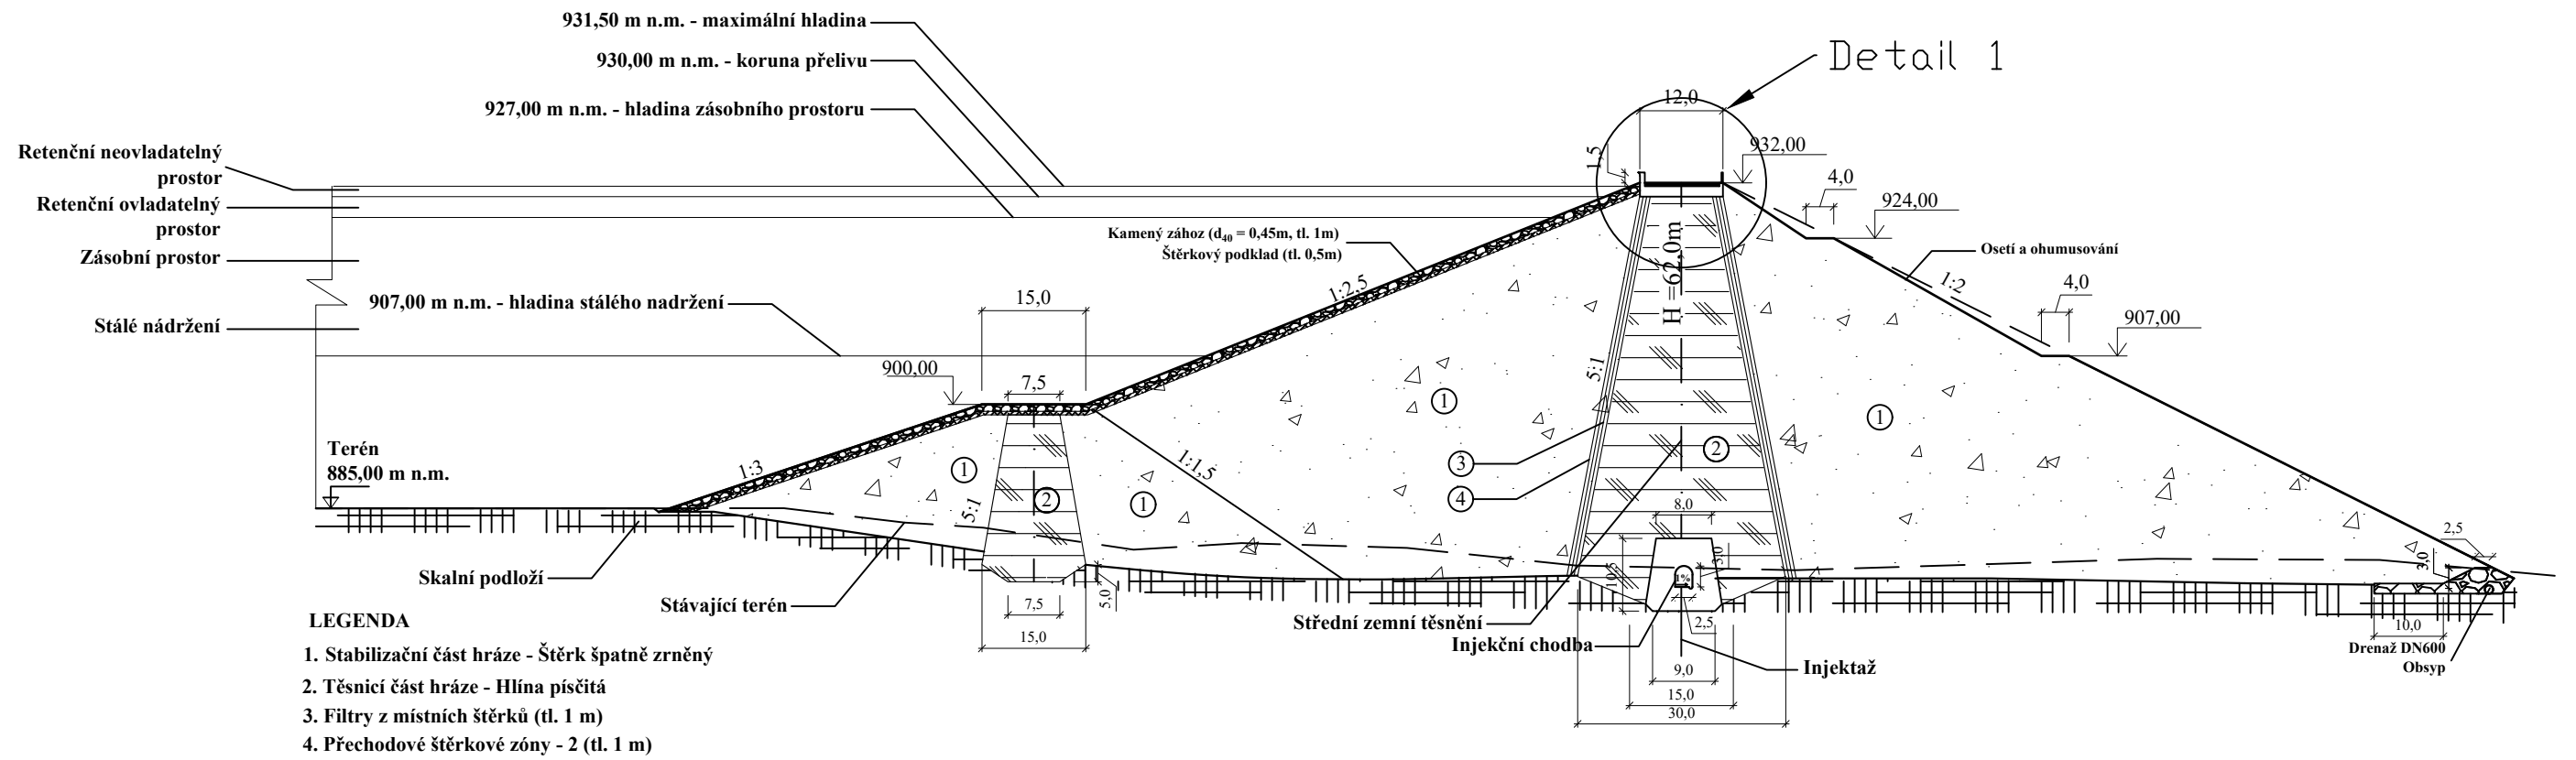 931,50 m n.m. - maximální hladina
930,00 m n.m. - koruna přelivu
927,00 m n.m. - hladina zásobního prostoru
Detail 1
12,0
932,00
1,5
4,0
924,00
Retenční neovladatelný
prostor
Retenční ovladatelný
prostor
Zásobní prostor
Stálé nádržení
Kamený zához (d40 = 0,45m, tl. 1m)
Štěrkový podklad (tl. 0,5m)
Osetí a ohumusování
1:2
4,0
907,00
907,00 m n.m. - hladina stálého nadržení
15,0
1:2,5
H =62,0m
900,00
7,5
5:1
1
1
Terén
885,00 m n.m.
1:3
1
5:1
2
1
1:1,5
3
4
2
8,0
10,5
3,0
1%
2,5
3,0
2,5
Skalní podloží
Stávající terén
7,5
15,0
5,0
Střední zemní těsnění
Injekční chodba
Injektáž
9,0
15,0
30,0
10,0
Drenaž DN600
Obsyp
LEGENDA
1. Stabilizační část hráze - Štěrk špatně zrněný
2. Těsnicí část hráze - Hlína písčitá
3. Filtry z místních štěrků (tl. 1 m)
4. Přechodové štěrkové zóny - 2 (tl. 1 m)